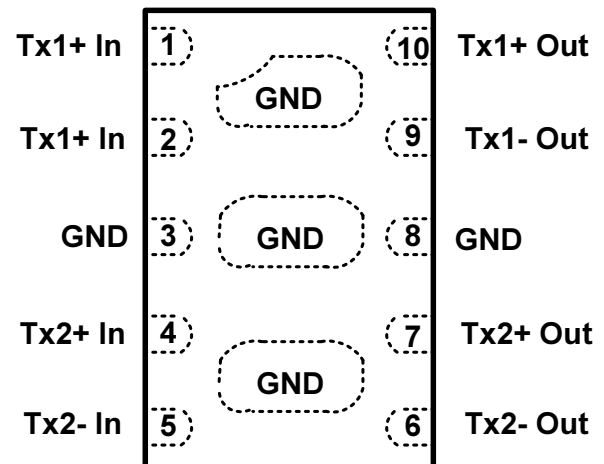 Tx1+ In 1 10 Tx1+ Out
GND
Tx1+ In 2 9 Tx1- Out
GND 3 GND 8 GND
Tx2+ In 4 7 Tx2+ Out
GND
Tx2- In 5 6 Tx2- Out